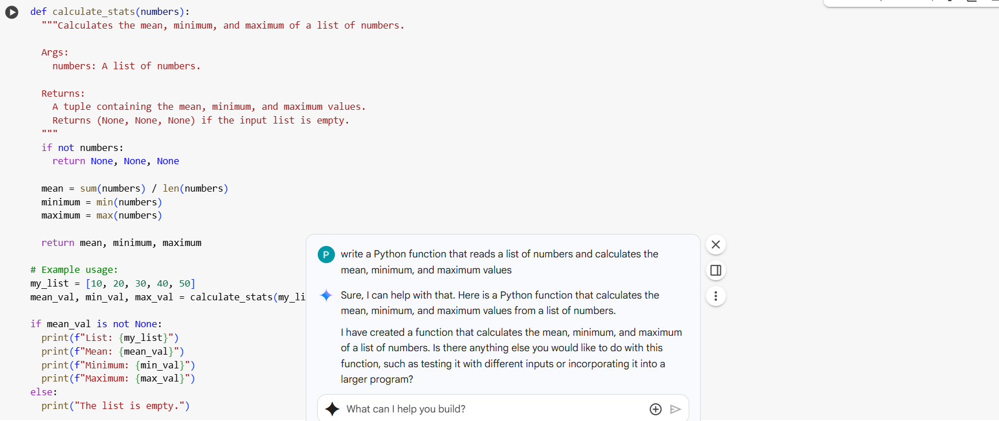 def calculate_stats(numbers):
"""Calculates the mean, minimum, and maximum of a list of numbers.
Args:
numbers: A list of numbers.
Returns:
A tuple containing the mean, minimum, and maximum values.
Returns (None, None, None) if the input list is empty.
"""
if not numbers:
return None, None, None
mean = sum(numbers) / len(numbers)
minimum = min(numbers)
maximum = max(numbers)
return mean, minimum, maximum
# Example usage:
my_list = [10, 20, 30, 40, 50]
mean_val, min_val, max_val = calculate_stats(my_li
if mean_val is not None:
print(f"List: {my_list}")
print(f"Mean: {mean_val}")
print(f"Minimum: {min_val}")
print(f"Maximum: {max_val}")
else:
print("The list is empty.")
P
write a Python function that reads a list of numbers and calculates the
mean, minimum, and maximum values
Sure, I can help with that. Here is a Python function that calculates the
mean, minimum, and maximum values from a list of numbers.
I have created a function that calculates the mean, minimum, and maximum
of a list of numbers. Is there anything else you would like to do with this
function, such as testing it with different inputs or incorporating it into a
larger program?
What can I help you build?